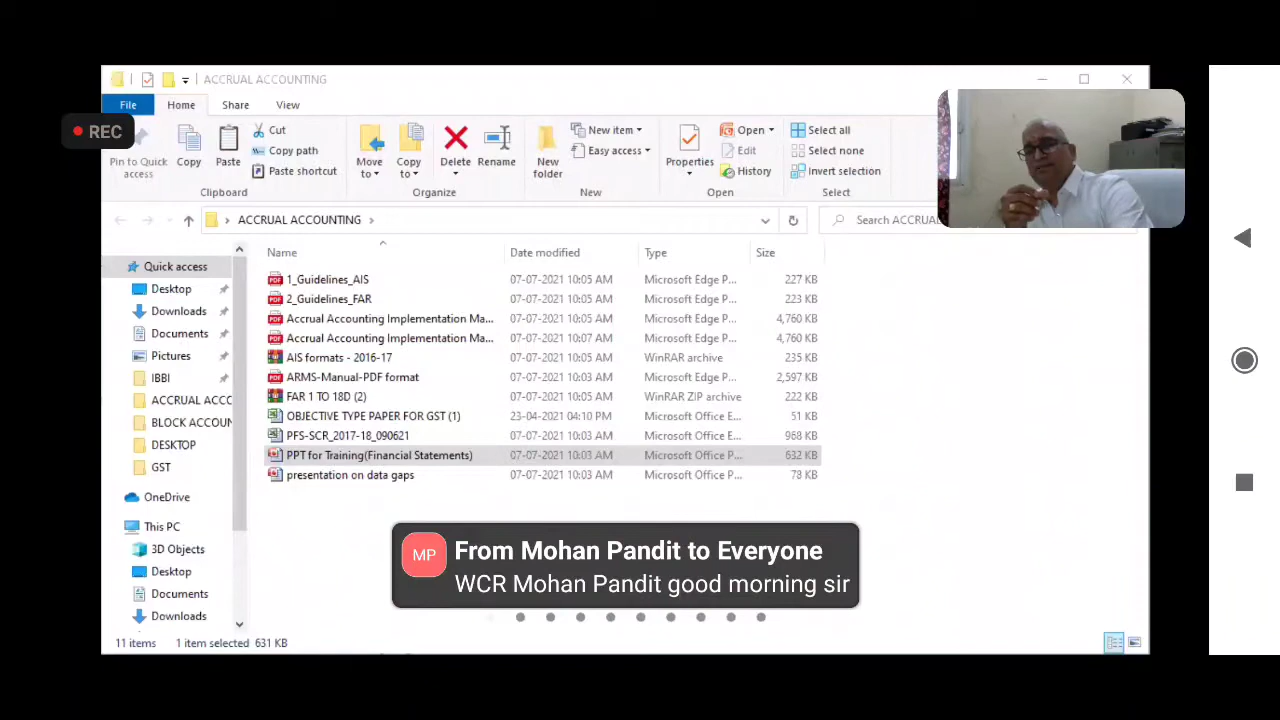 ACCRUAL ACCOUNTING
File Home Share View
REC
Pin to Quick access
Copy
Paste
Cut
Copy path
Paste shortcut
Clipboard
Move to
Copy to
Delete
Rename
Organize
New folder
New item
Easy access
New
Properties
Open
Edit
History
Open
Select all
Select none
Invert selection
Select
ACCRUAL ACCOUNTING
Search ACCRUAL
Name Date modified Type Size
1_Guidelines_AIS 07-07-2021 10:05 AM Microsoft Edge P... 227 KB
2_Guidelines_FAR 07-07-2021 10:05 AM Microsoft Edge P... 223 KB
Accrual Accounting Implementation Ma... 07-07-2021 10:05 AM Microsoft Edge P... 4,760 KB
Accrual Accounting Implementation Ma... 07-07-2021 10:07 AM Microsoft Edge P... 4,760 KB
AIS formats - 2016-17 07-07-2021 10:05 AM WinRAR archive 235 KB
ARMS-Manual-PDF format 07-07-2021 10:03 AM Microsoft Edge P... 2,597 KB
FAR 1 TO 18D (2) 07-07-2021 10:05 AM WinRAR ZIP archive 222 KB
OBJECTIVE TYPE PAPER FOR GST (1) 23-04-2021 04:10 PM Microsoft Office E... 51 KB
PFS-SCR_2017-18_090621 07-07-2021 10:03 AM Microsoft Office E... 968 KB
PPT for Training(Financial Statements) 07-07-2021 10:03 AM Microsoft Office P... 632 KB
presentation on data gaps 07-07-2021 10:03 AM Microsoft Office P... 78 KB
Quick access
Desktop
Downloads
Documents
Pictures
IBBI
ACCRUAL ACCC
BLOCK ACCOUN
DESKTOP
GST
OneDrive
This PC
3D Objects
Desktop
Documents
Downloads
MP
From Mohan Pandit to Everyone
WCR Mohan Pandit good morning sir
11 items 1 item selected 631 KB